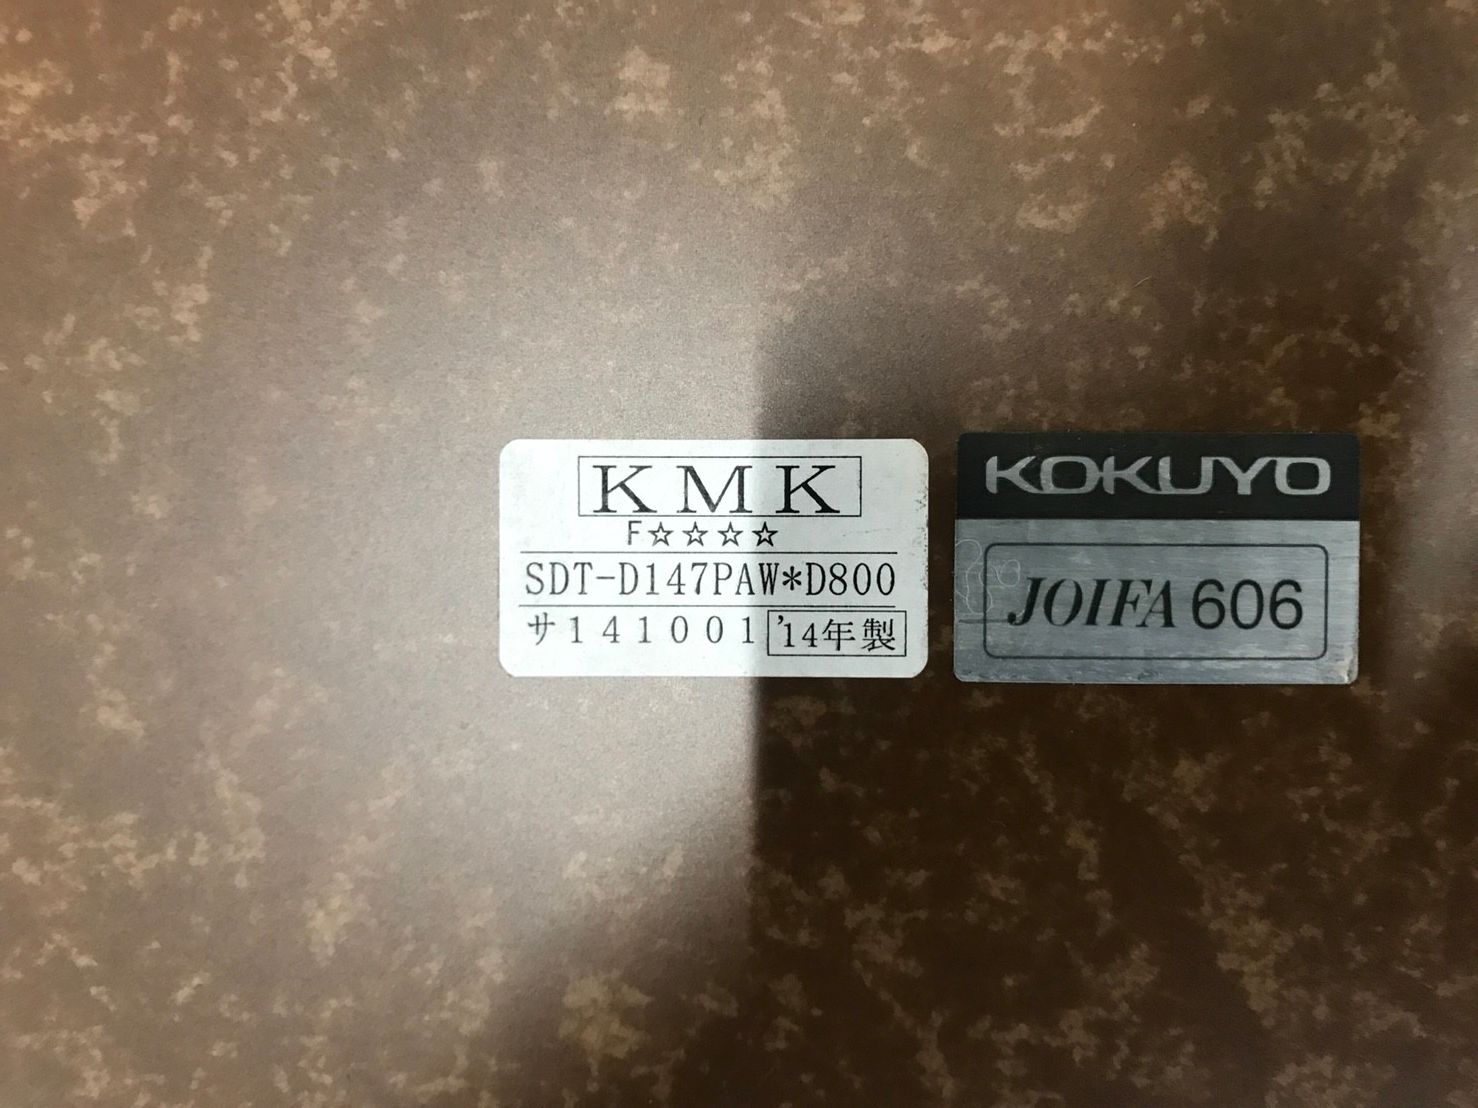 KMK
F☆☆☆☆
SDT-D147PAW*D800
サ141001 '14年製
KOKUYO
JOIFA 606